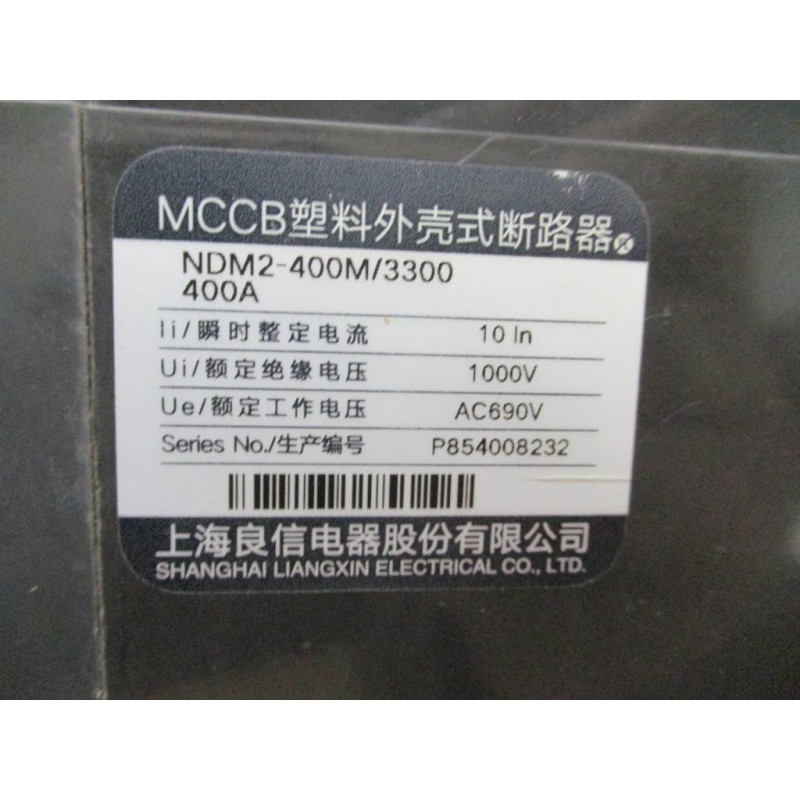 MCCB塑料外壳式断路器
NDM2-400M/3300
400A
Ii/瞬时整定电流 10 In
Ui/额定绝缘电压 1000V
Ue/额定工作电压 AC690V
Series No./生产编号 P854008232
上海良信电器股份有限公司
SHANGHAI LIANGXIN ELECTRICAL CO., LTD.